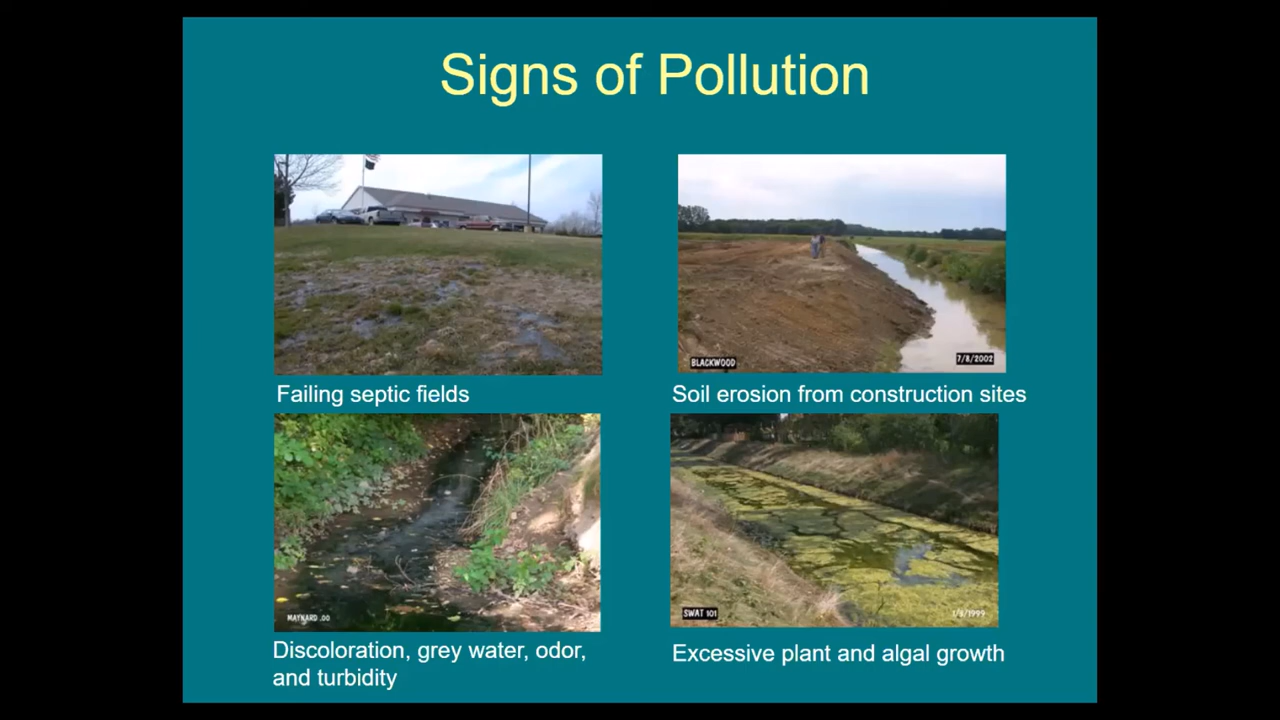 Signs of Pollution
BLACKWOOD
7/8/2002
Failing septic fields
Soil erosion from construction sites
MAYNARD .00
SWAT 101
Discoloration, grey water, odor,
and turbidity
Excessive plant and algal growth